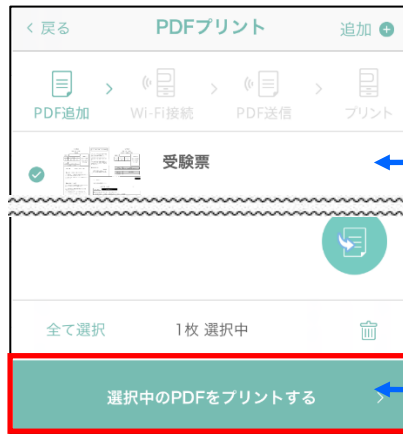 < 戻る PDFプリント 追加
PDF追加 > Wi-Fi接続 > PDF送信 > プリント
受験票
全て選択 1枚 選択中
選択中のPDFをプリントする >